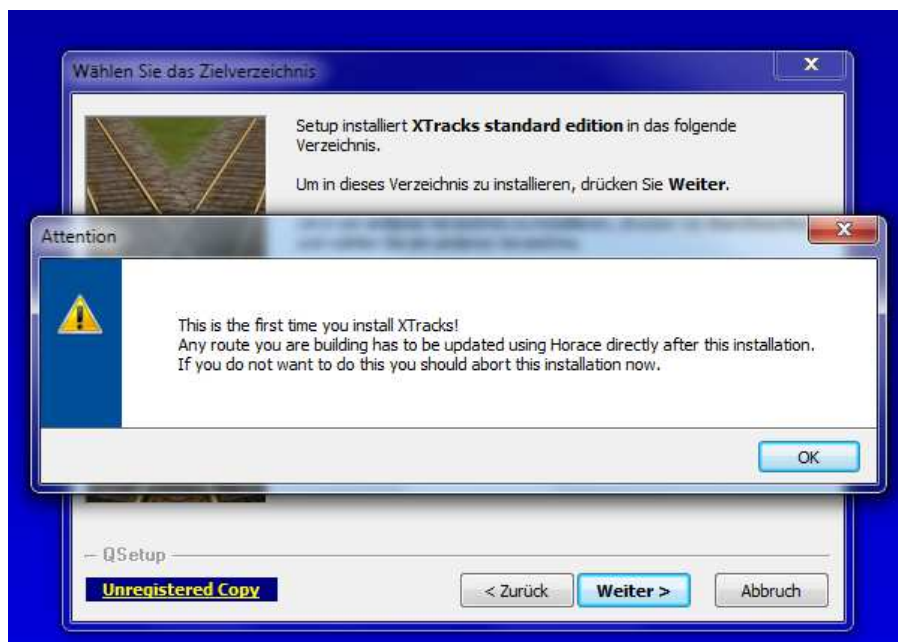 Wählen Sie das Zielverzeichnis
X
Setup installiert XTracks standard edition in das folgende
Verzeichnis.
Um in dieses Verzeichnis zu installieren, drücken Sie Weiter.
Attention
X
This is the first time you install XTracks!
Any route you are building has to be updated using Horace directly after this installation.
If you do not want to do this you should abort this installation now.
OK
QSetup
Unregistered Copy
< Zurück
Weiter >
Abbruch